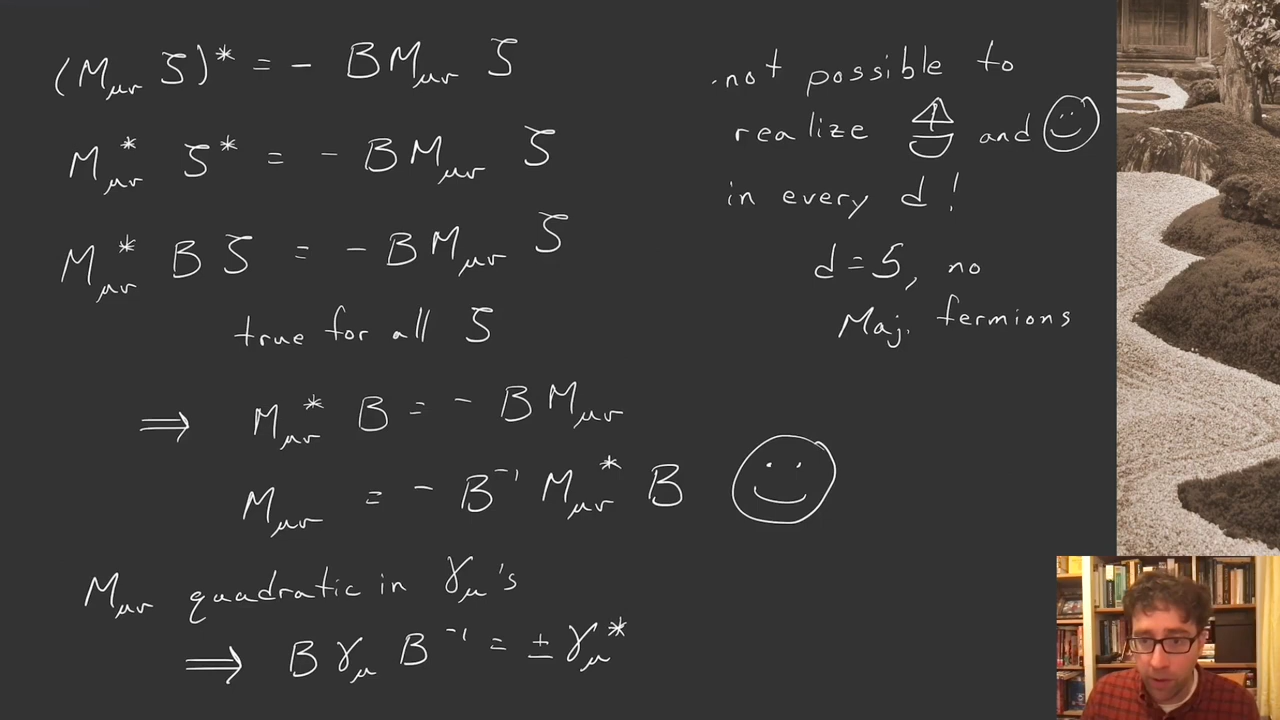 (Mμν ζ)* = - B Mμν ζ
Mμν* ζ* = - B Mμν ζ
Mμν* B ζ = - B Mμν ζ
true for all ζ
⟹ Mμν* B = - B Mμν
Mμν = - B⁻¹ Mμν* B
Mμν quadratic in γμ's
⟹ B γμ B⁻¹ = ± γμ*
not possible to
realize and
in every d!
d = 5, no
Maj. fermions